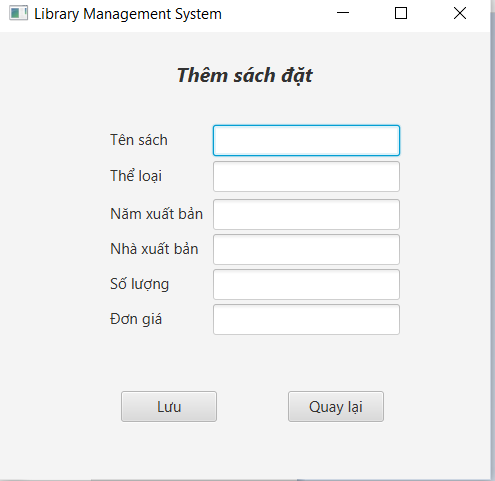 Library Management System
Thêm sách đặt
Tên sách
Thể loại
Năm xuất bản
Nhà xuất bản
Số lượng
Đơn giá
Lưu
Quay lại